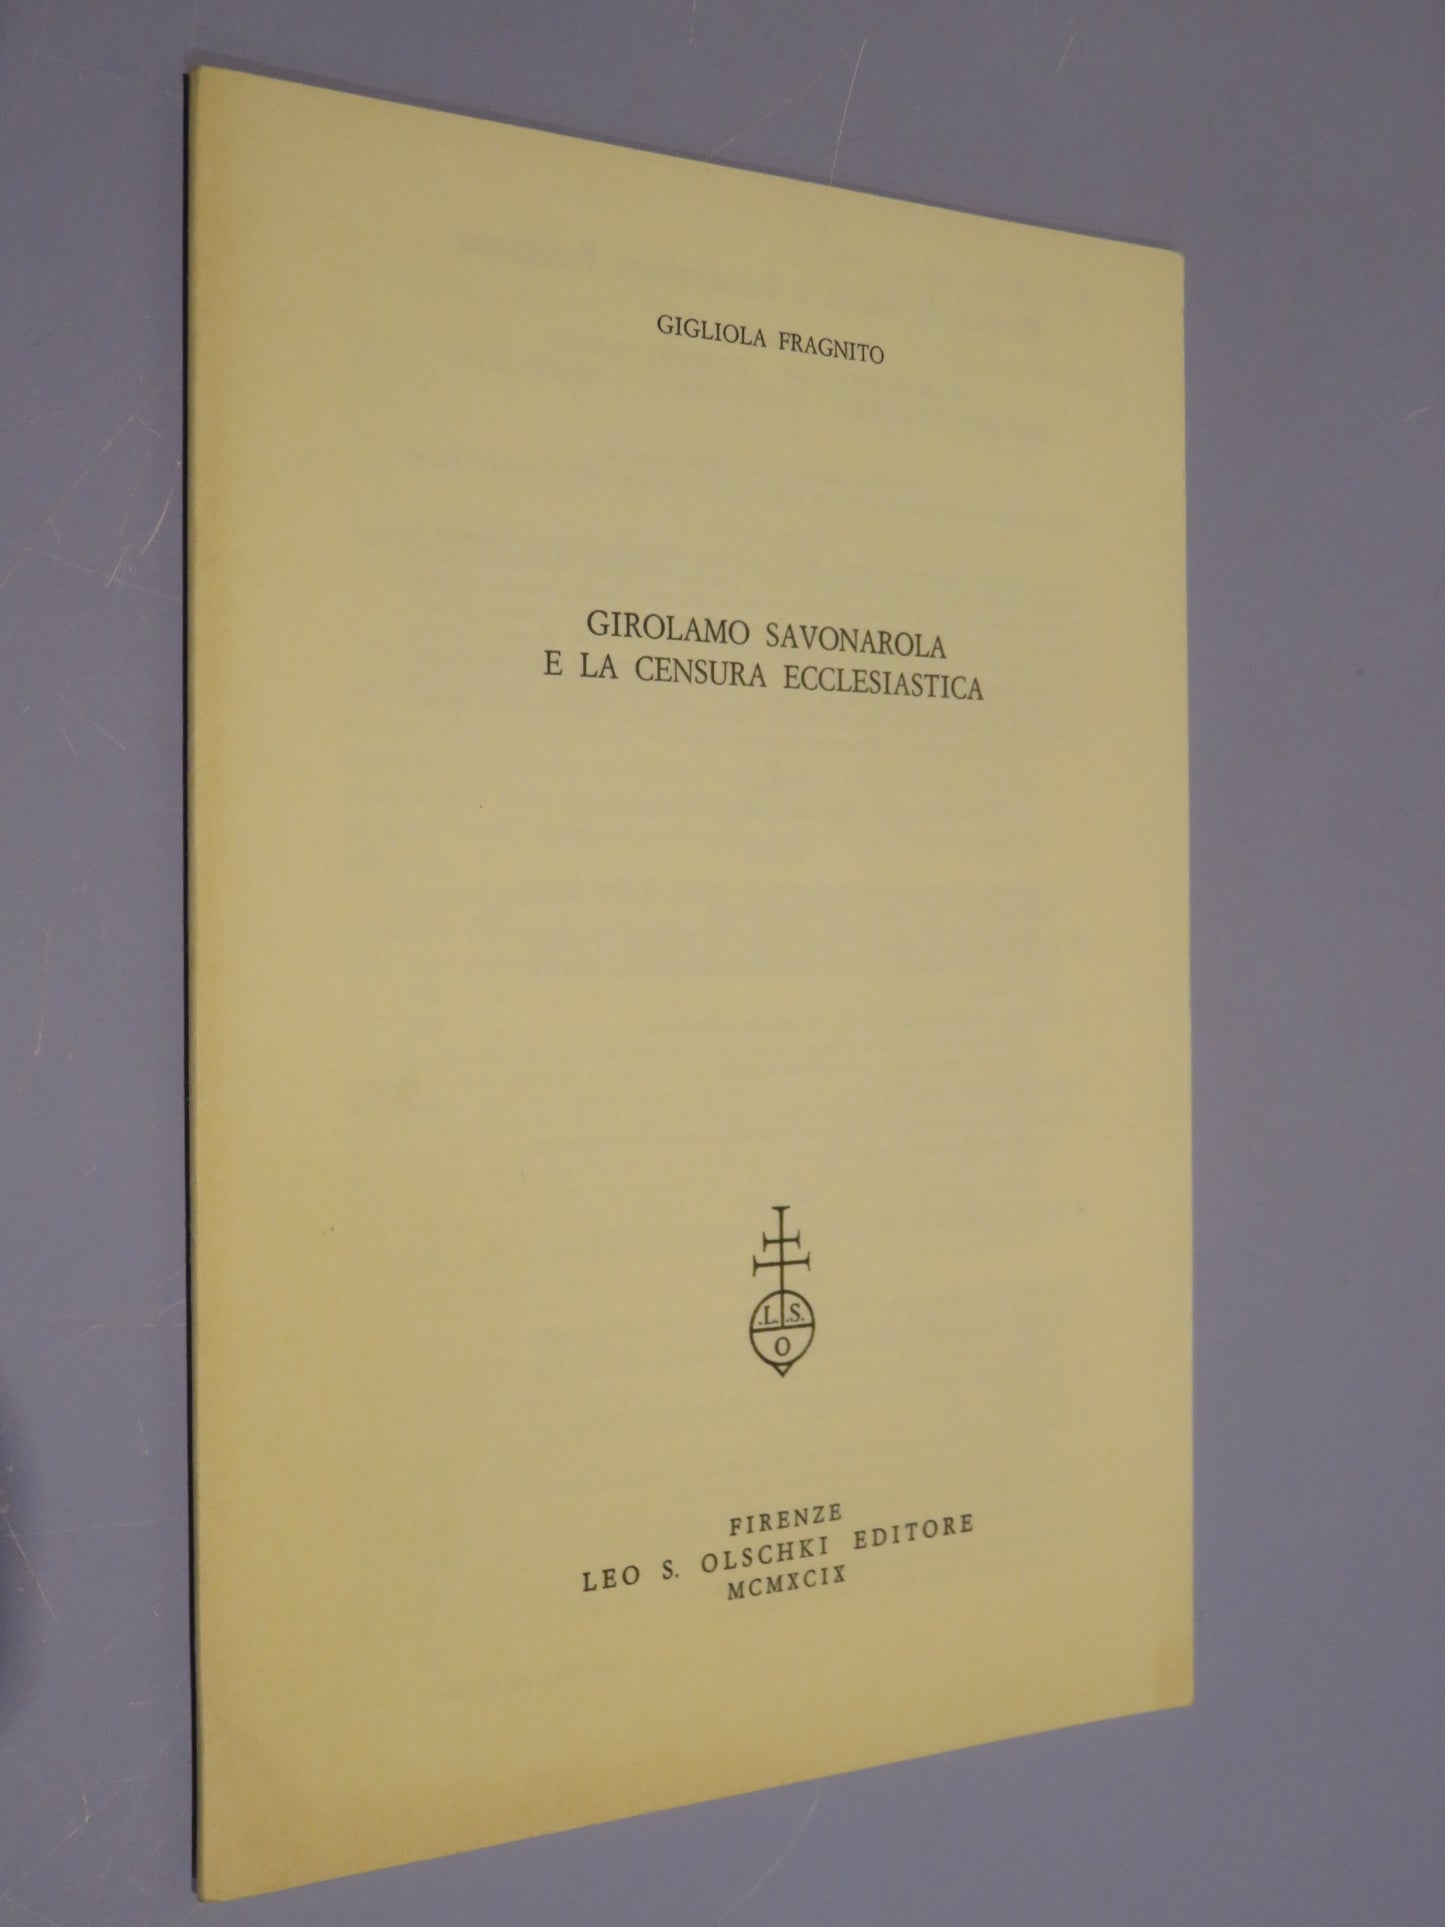 GIGLIOLA FRAGNITO
GIROLAMO SAVONAROLA
E LA CENSURA ECCLESIASTICA
.L. .S.
O
FIRENZE
LEO S. OLSCHKI EDITORE
MCMXCIX